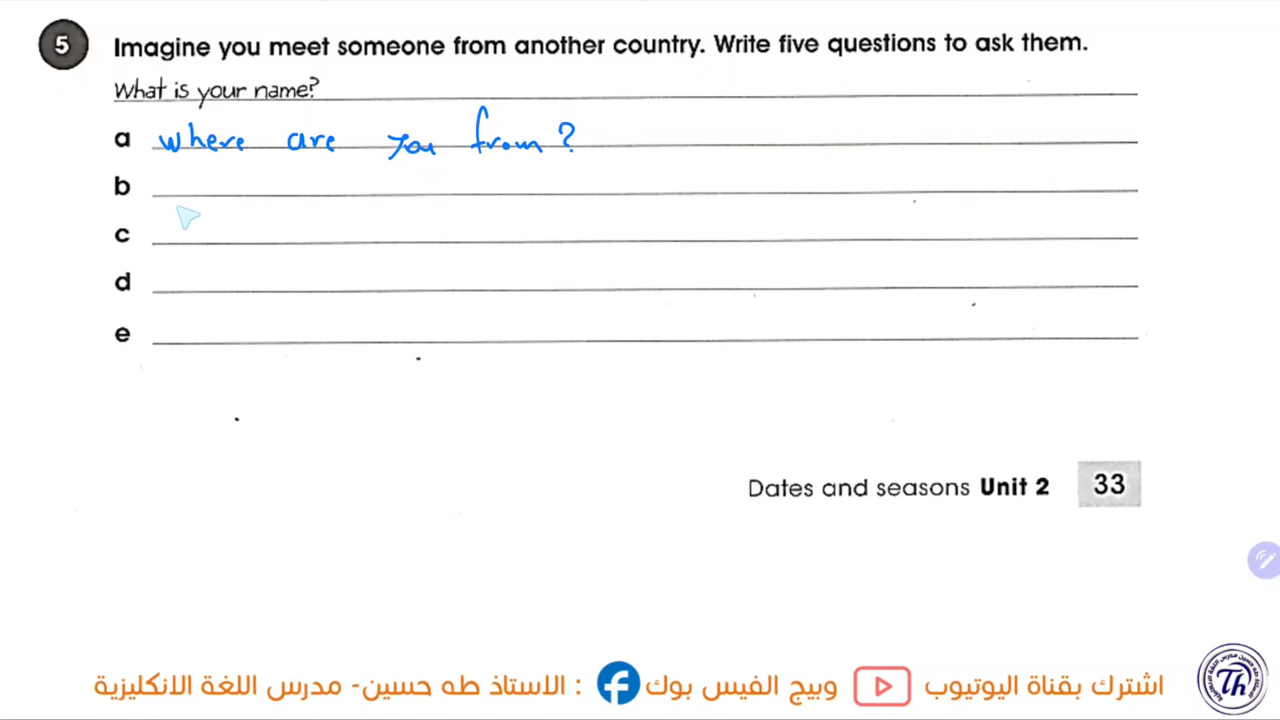 5 Imagine you meet someone from another country. Write five questions to ask them.
What is your name?
a where are you from?
b
c
d
e
Dates and seasons Unit 2 33
اشترك بقناة اليوتيوب وبيج الفيس بوك : الاستاذ طه حسين- مدرس اللغة الانكليزية
Th